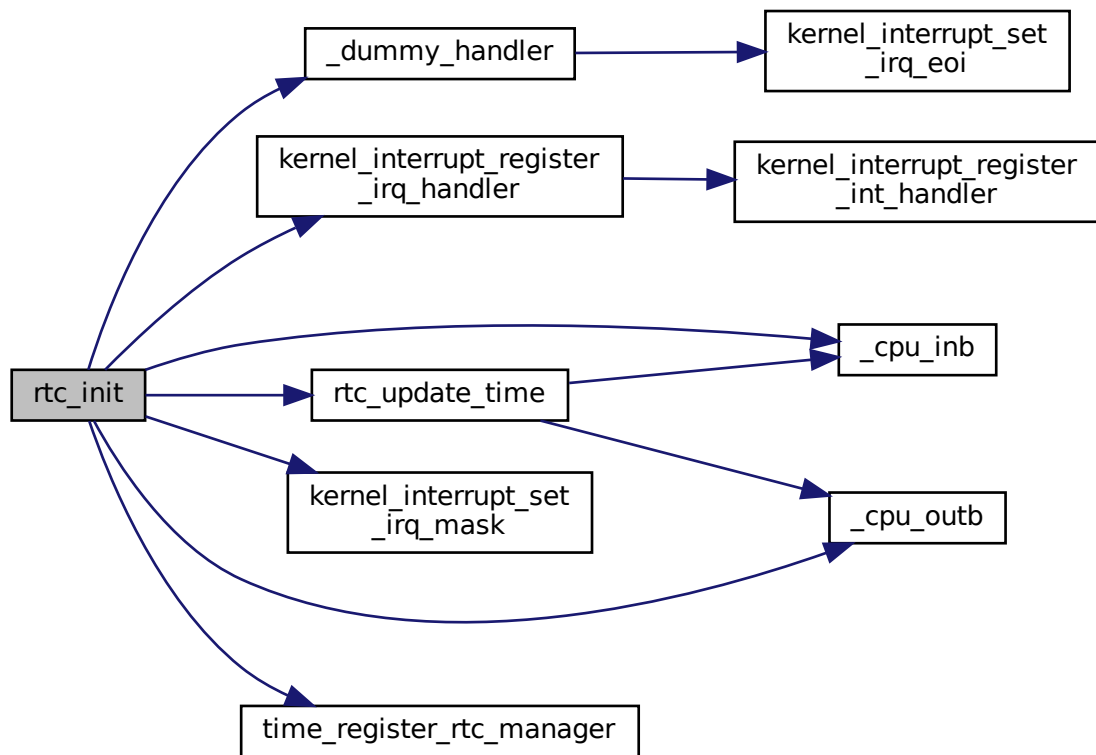 _dummy_handler
kernel_interrupt_set
_irq_eoi
kernel_interrupt_register
_irq_handler
kernel_interrupt_register
_int_handler
_cpu_inb
rtc_init
rtc_update_time
kernel_interrupt_set
_irq_mask
_cpu_outb
time_register_rtc_manager